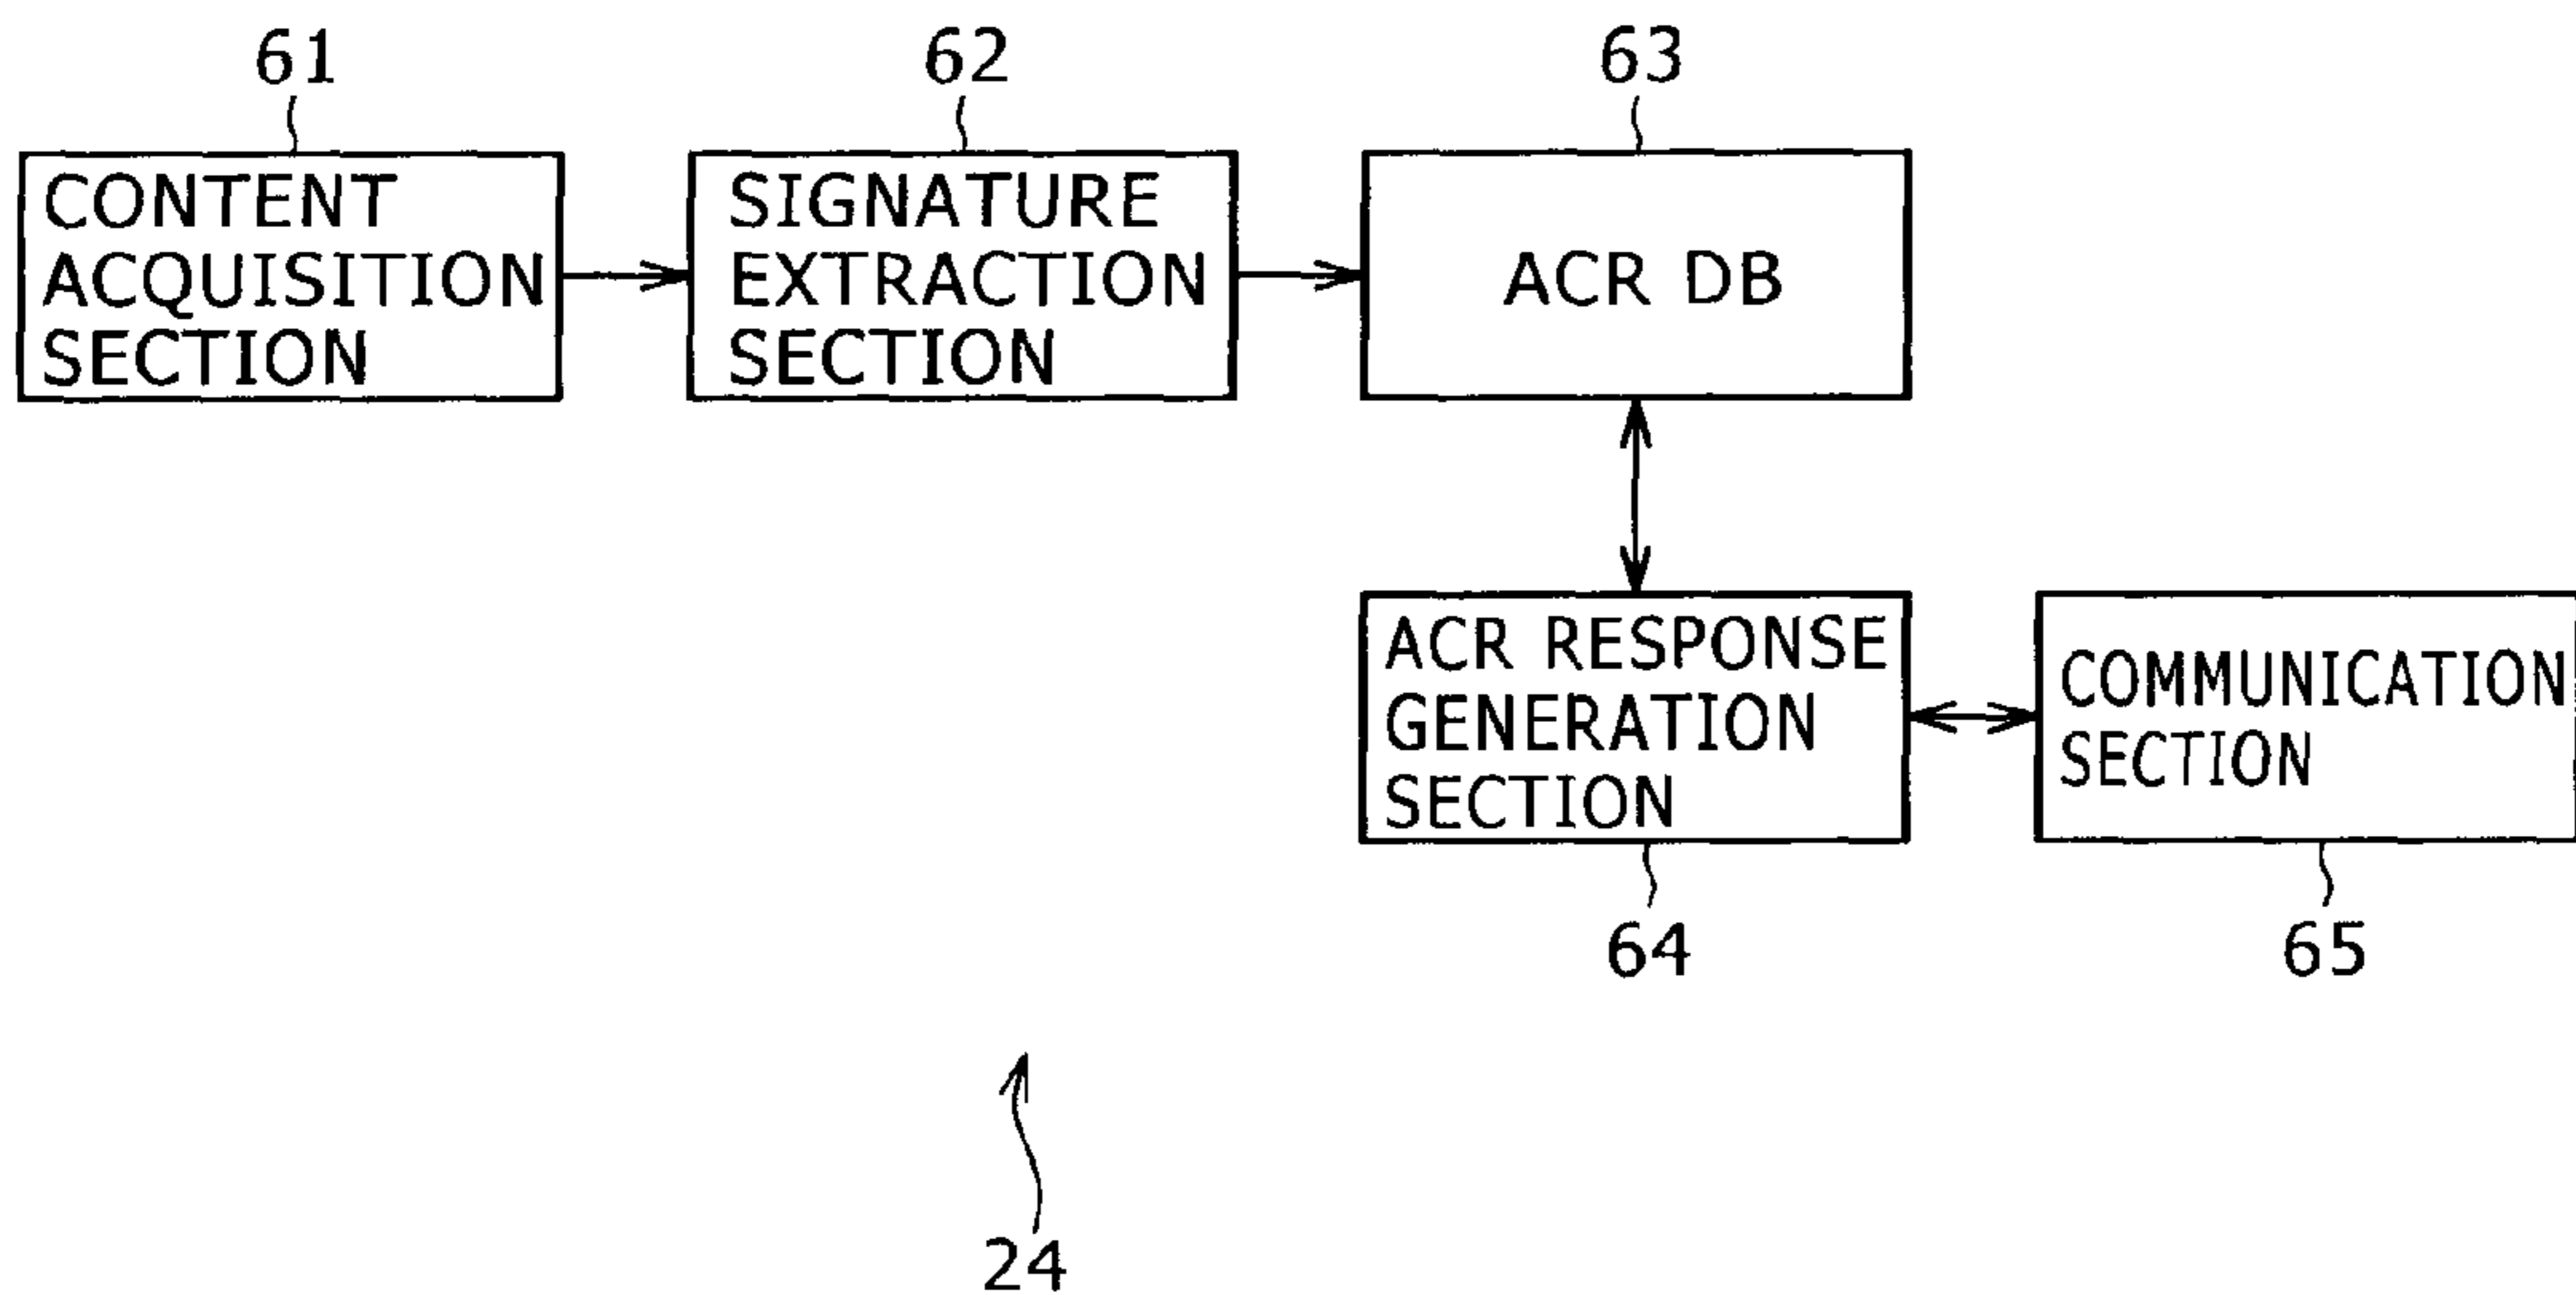 61
62
63
CONTENT
ACQUISITION
SECTION
SIGNATURE
EXTRACTION
SECTION
ACR DB
ACR RESPONSE
GENERATION
SECTION
COMMUNICATION
SECTION
64
65
24